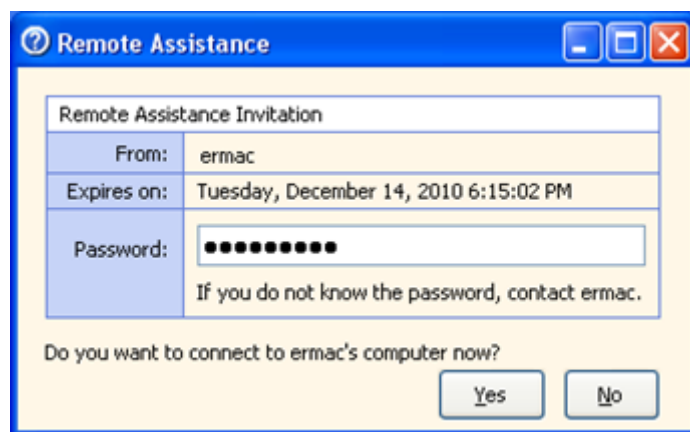 Remote Assistance
Remote Assistance Invitation
From: ermac
Expires on: Tuesday, December 14, 2010 6:15:02 PM
Password: ●●●●●●●●●
If you do not know the password, contact ermac.
Do you want to connect to ermac's computer now?
Yes No